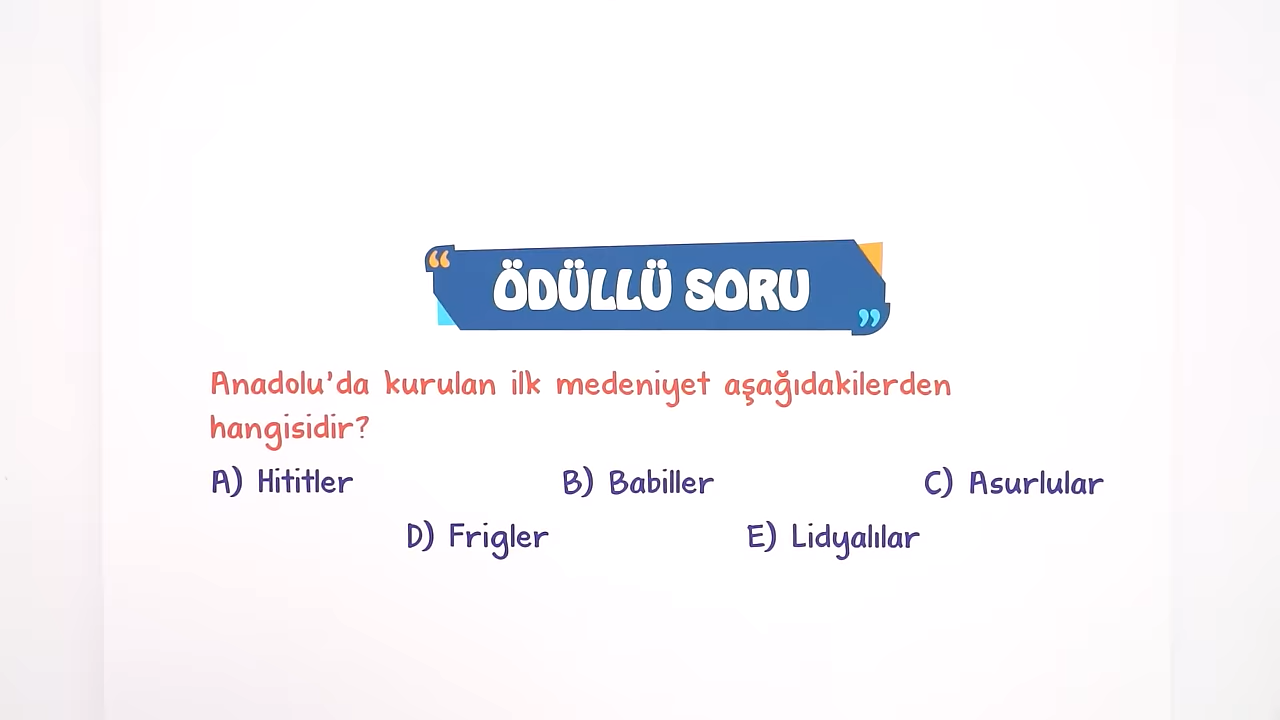 ÖDÜLLÜ SORU
Anadolu'da kurulan ilk medeniyet aşağıdakilerden
hangisidir?
A) Hititler B) Babiller C) Asurlular
D) Frigler E) Lidyalılar